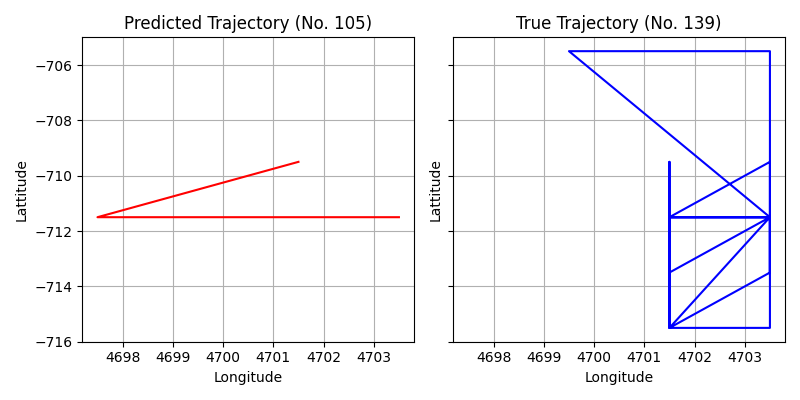 Predicted Trajectory (No. 105)
True Trajectory (No. 139)
Lattitude
−706
−708
−710
−712
−714
−716
4698 4699 4700 4701 4702 4703
Longitude
Lattitude
4698 4699 4700 4701 4702 4703
Longitude